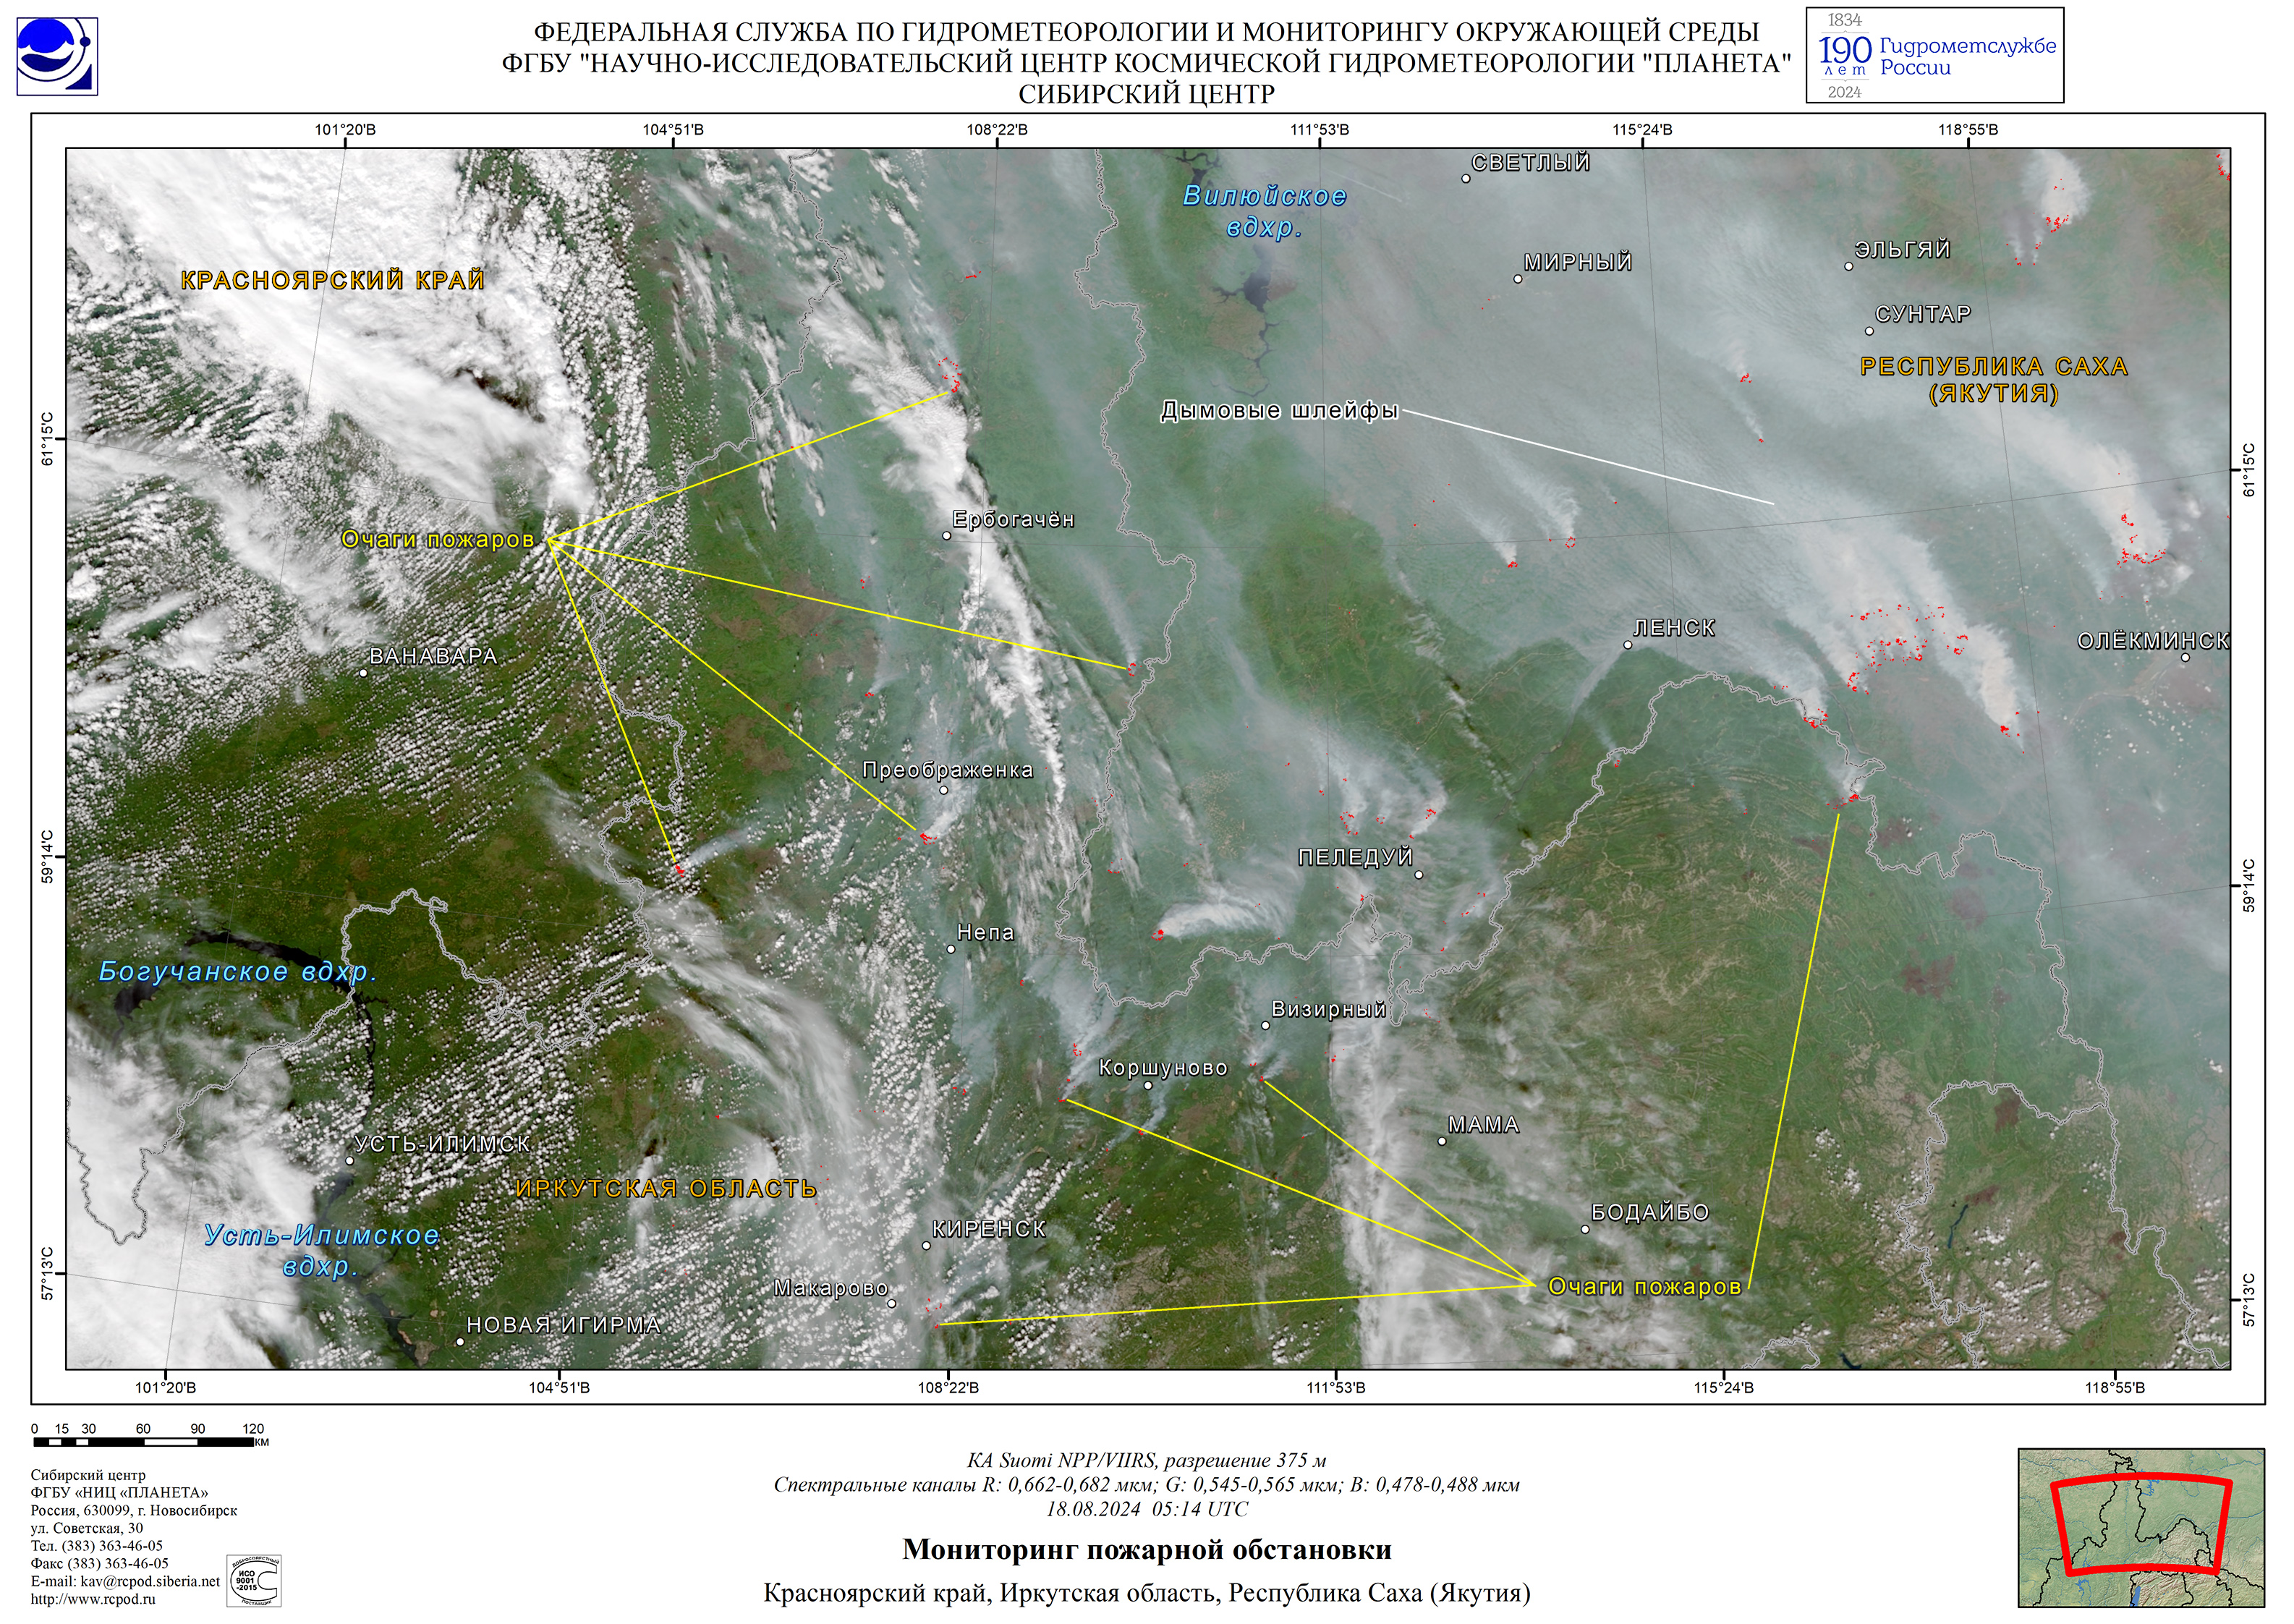 ФЕДЕРАЛЬНАЯ СЛУЖБА ПО ГИДРОМЕТЕОРОЛОГИИ И МОНИТОРИНГУ ОКРУЖАЮЩЕЙ СРЕДЫ
ФГБУ "НАУЧНО-ИССЛЕДОВАТЕЛЬСКИЙ ЦЕНТР КОСМИЧЕСКОЙ ГИДРОМЕТЕОРОЛОГИИ "ПЛАНЕТА"
СИБИРСКИЙ ЦЕНТР
1834
190 лет
Гидрометслужбе
России
2024
101°20'В 104°51'В 108°22'В 111°53'В 115°24'В 118°55'В
СВЕТЛЫЙ
Вилюйское
вдхр.
ЭЛЬГЯЙ
МИРНЫЙ
КРАСНОЯРСКИЙ КРАЙ
СУНТАР
РЕСПУБЛИКА САХА
(ЯКУТИЯ)
Дымовые шлейфы
61°15'С
61°15'С
Ербогачён
Очаги пожаров
ЛЕНСК
ОЛЁКМИНСК
ВАНАВАРА
Преображенка
ПЕЛЕДУЙ
59°14'С
59°14'С
Непа
Богучанское вдхр.
Визирный
Коршуново
МАМА
УСТЬ-ИЛИМСК
ИРКУТСКАЯ ОБЛАСТЬ
БОДАЙБО
КИРЕНСК
Усть-Илимское
вдхр.
57°13'С
57°13'С
Макарово
Очаги пожаров
НОВАЯ ИГИРМА
101°20'В 104°51'В 108°22'В 111°53'В 115°24'В 118°55'В
0 15 30 60 90 120
КМ
КА Suomi NPP/VIIRS, разрешение 375 м
Спектральные каналы R: 0,662-0,682 мкм; G: 0,545-0,565 мкм; B: 0,478-0,488 мкм
18.08.2024 05:14 UTC
Мониторинг пожарной обстановки
Красноярский край, Иркутская область, Республика Саха (Якутия)
Сибирский центр
ФГБУ «НИЦ «ПЛАНЕТА»
Россия, 630099, г. Новосибирск
ул. Советская, 30
Тел. (383) 363-46-05
Факс (383) 363-46-05
E-mail: kav@rcpod.siberia.net
http://www.rcpod.ru
ДОБРОСОВЕСТНЫЙ
ИСО
9001
-2015
ПОСТАВЩИК